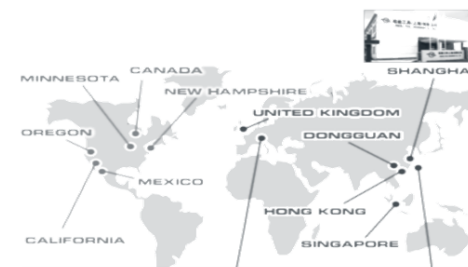 CANADA
MINNESOTA
NEW HAMPSHIRE
SHANGHA
UNITED KINGDOM
OREGON
DONGGUAN
MEXICO
HONG KONG
CALIFORNIA
SINGAPORE